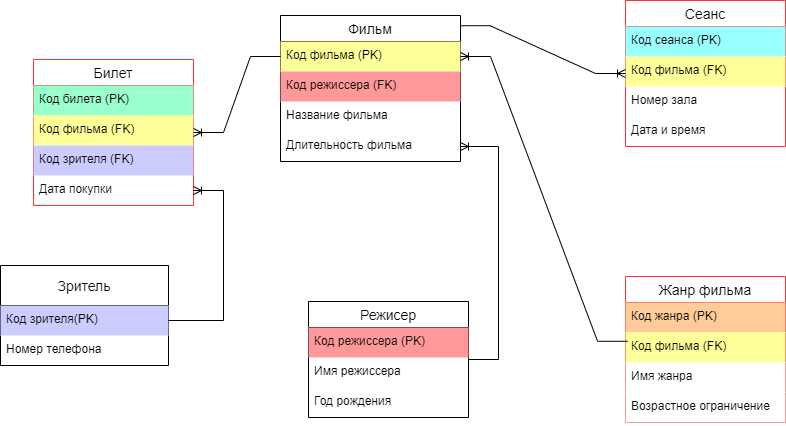 Билет
Код билета (PK)
Код фильма (FK)
Код зрителя (FK)
Дата покупки
Зритель
Код зрителя(PK)
Номер телефона
Фильм
Код фильма (PK)
Код режиссера (FK)
Название фильма
Длительность фильма
Режисер
Код режиссера (PK)
Имя режиссера
Год рождения
Сеанс
Код сеанса (PK)
Код фильма (FK)
Номер зала
Дата и время
Жанр фильма
Код жанра (PK)
Код фильма (FK)
Имя жанра
Возрастное ограничение